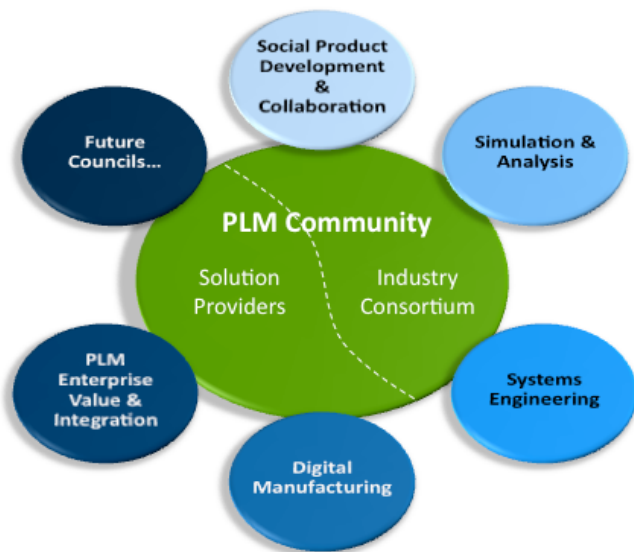 Social Product
Development
&
Collaboration
Future
Councils...
Simulation &
Analysis
PLM Community
Solution
Providers
Industry
Consortium
PLM
Enterprise
Value &
Integration
Systems
Engineering
Digital
Manufacturing